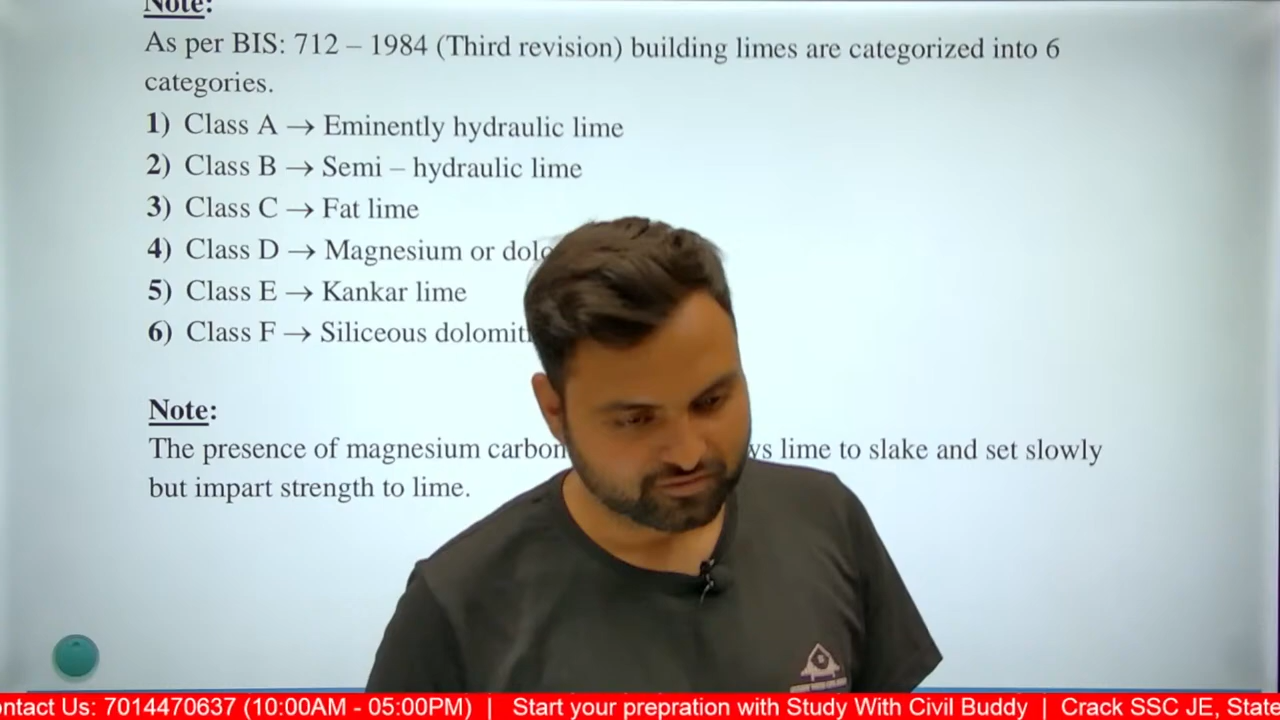 Note:
As per BIS: 712 – 1984 (Third revision) building limes are categorized into 6
categories.
1) Class A → Eminently hydraulic lime
2) Class B → Semi – hydraulic lime
3) Class C → Fat lime
4) Class D → Magnesium or
5) Class E → Kankar lime
6) Class F → Siliceous
Note:
The presence of magnesium lime to slake and set slowly
but impart strength to lime.
ntact Us: 7014470637 (10:00AM - 05:00PM) | Start your prepration with Study With Civil Buddy | Crack SSC JE, State